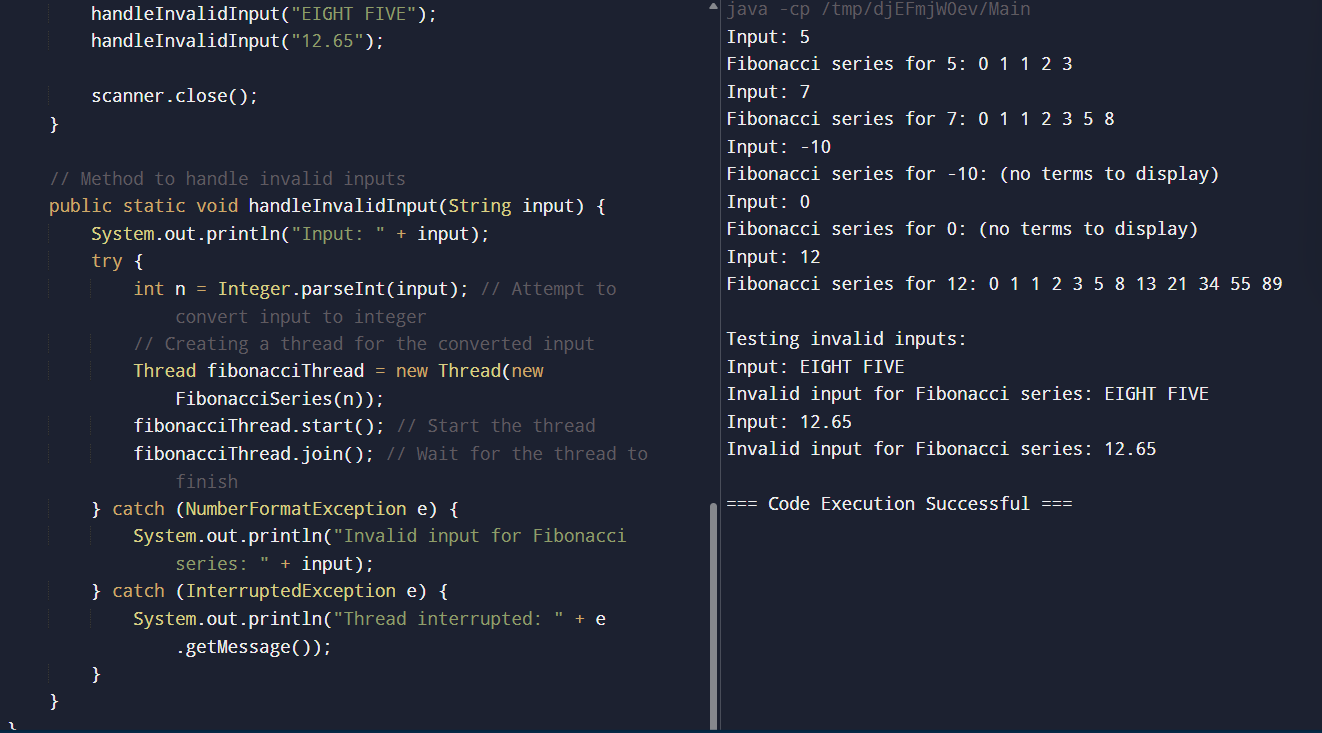 handleInvalidInput("EIGHT FIVE");
handleInvalidInput("12.65");
scanner.close();
}
// Method to handle invalid inputs
public static void handleInvalidInput(String input) {
System.out.println("Input: " + input);
try {
int n = Integer.parseInt(input); // Attempt to
convert input to integer
// Creating a thread for the converted input
Thread fibonacciThread = new Thread(new
FibonacciSeries(n));
fibonacciThread.start(); // Start the thread
fibonacciThread.join(); // Wait for the thread to
finish
} catch (NumberFormatException e) {
System.out.println("Invalid input for Fibonacci
series: " + input);
} catch (InterruptedException e) {
System.out.println("Thread interrupted: " + e
.getMessage());
}
}
}
java -cp /tmp/djEFmjWOev/Main
Input: 5
Fibonacci series for 5: 0 1 1 2 3
Input: 7
Fibonacci series for 7: 0 1 1 2 3 5 8
Input: -10
Fibonacci series for -10: (no terms to display)
Input: 0
Fibonacci series for 0: (no terms to display)
Input: 12
Fibonacci series for 12: 0 1 1 2 3 5 8 13 21 34 55 89
Testing invalid inputs:
Input: EIGHT FIVE
Invalid input for Fibonacci series: EIGHT FIVE
Input: 12.65
Invalid input for Fibonacci series: 12.65
=== Code Execution Successful ===